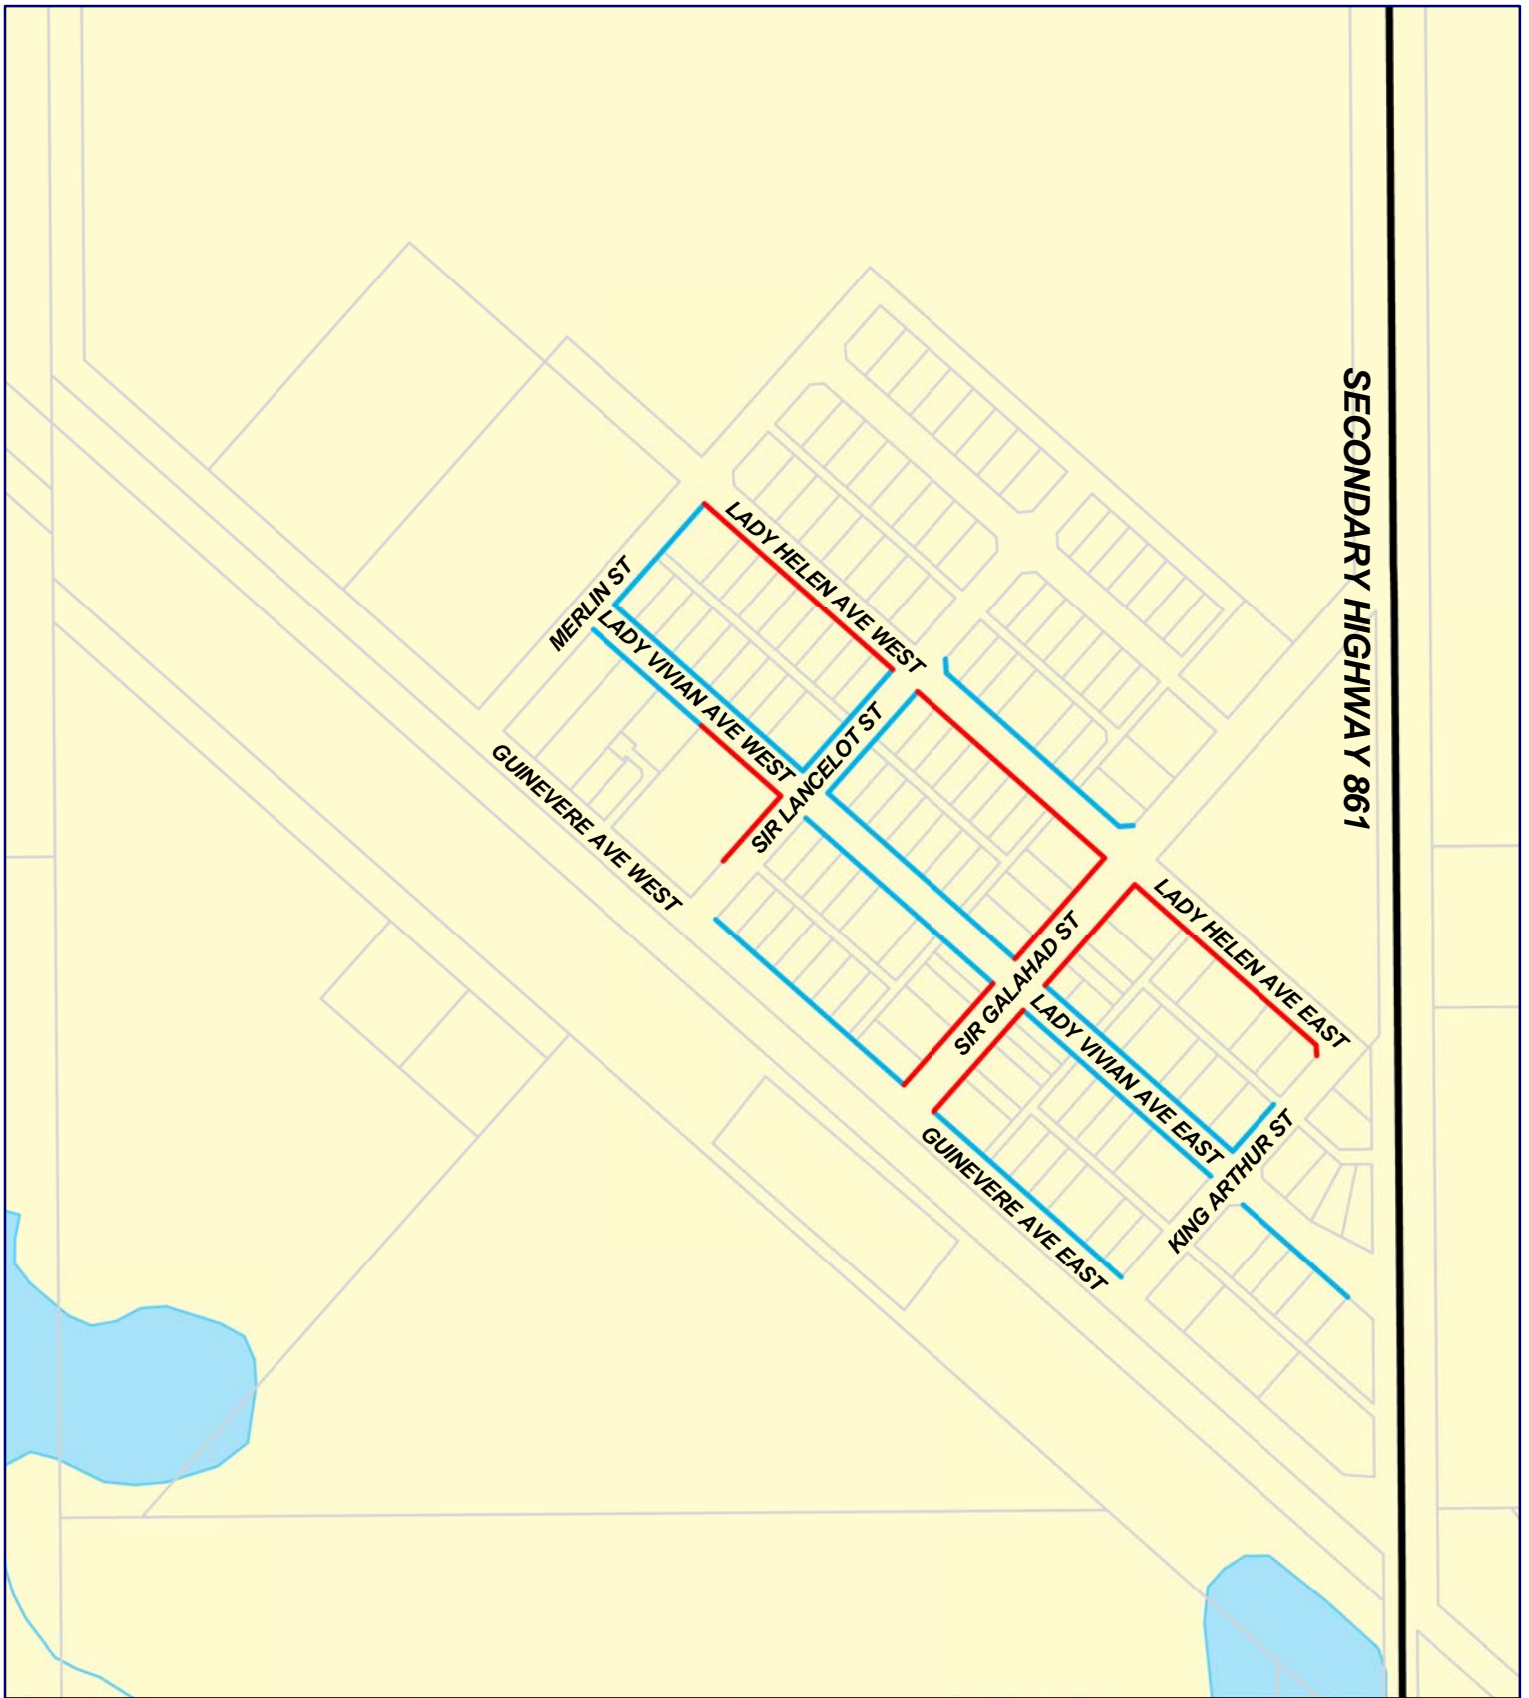 SECONDARY HIGHWAY 861
LADY HELEN AVE WEST
MERLIN ST
LADY VIVIAN AVE WEST
SIR LANCELOT ST
GUINEVERE AVE WEST
LADY HELEN AVE EAST
SIR GALAHAD ST
LADY VIVIAN AVE EAST
KING ARTHUR ST
GUINEVERE AVE EAST